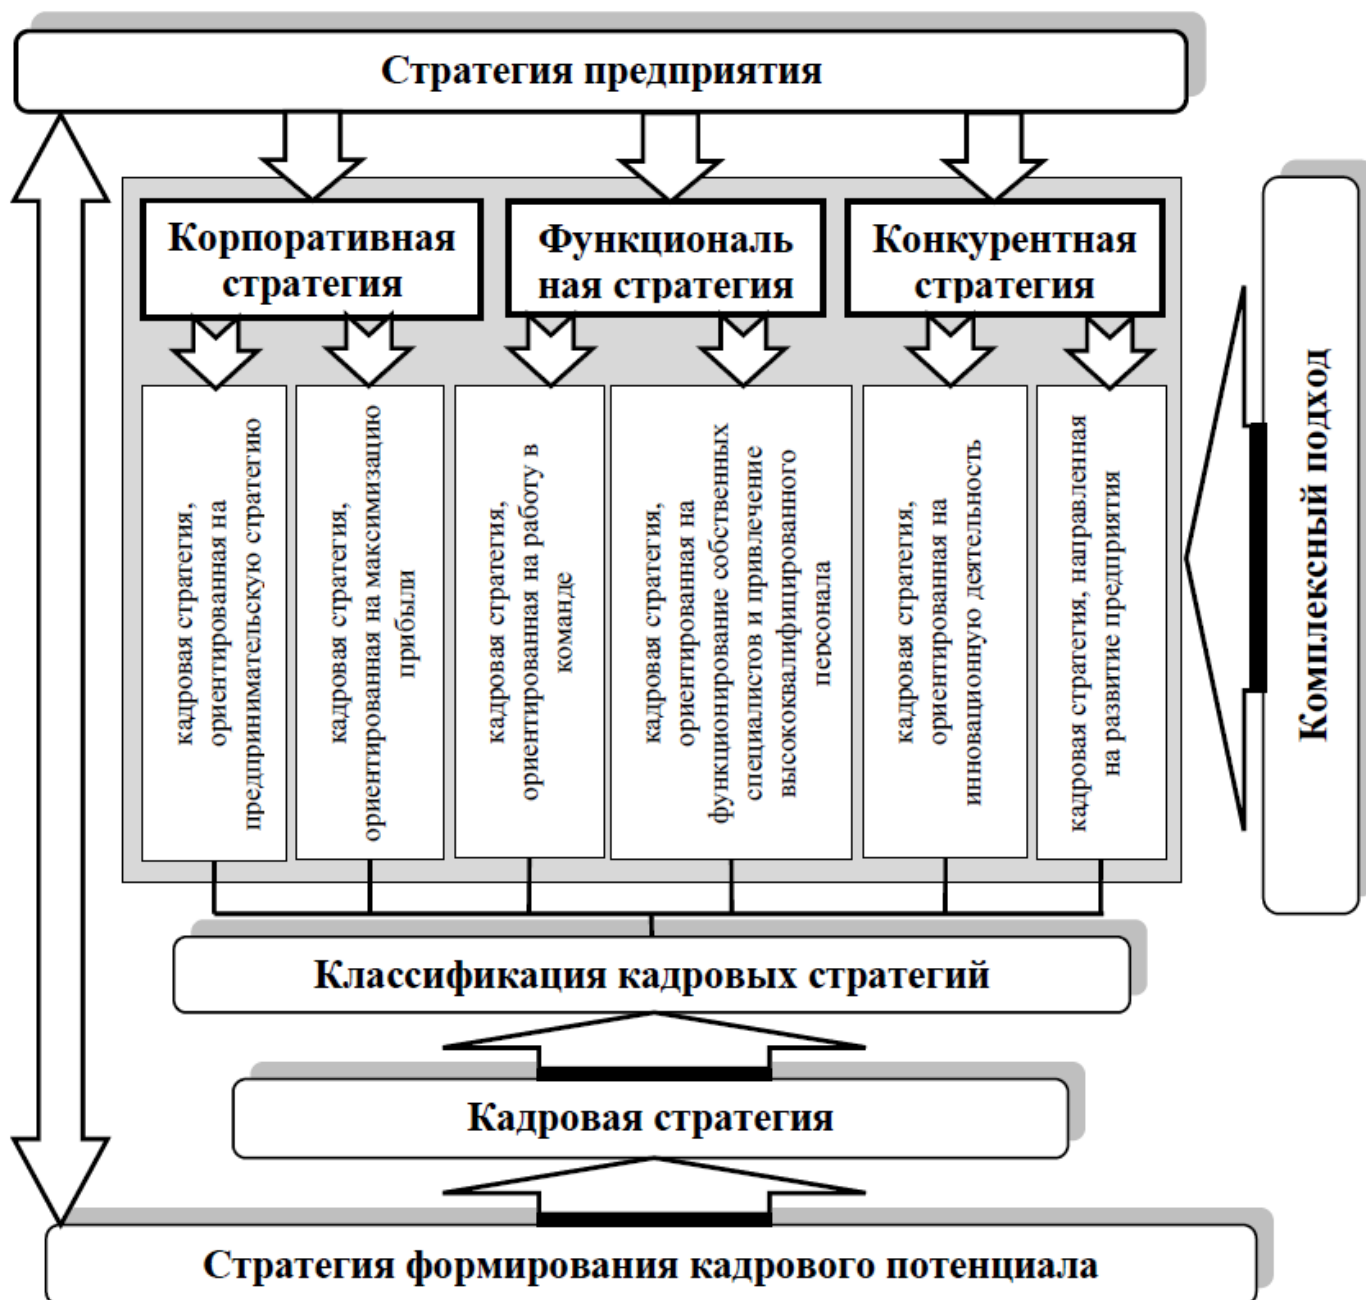 Стратегия предприятия
Корпоративная
стратегия
Функциональ
ная стратегия
Конкурентная
стратегия
кадровая стратегия,
ориентированная на
предпринимательскую стратегию
кадровая стратегия,
ориентированная на максимизацию
прибыли
кадровая стратегия,
ориентированная на работу в
команде
кадровая стратегия,
ориентированная на
функционирование собственных
специалистов и привлечение
высококвалифицированного
персонала
кадровая стратегия,
ориентированная на
инновационную деятельность
кадровая стратегия, направленная
на развитие предприятия
Комплексный подход
Классификация кадровых стратегий
Кадровая стратегия
Стратегия формирования кадрового потенциала